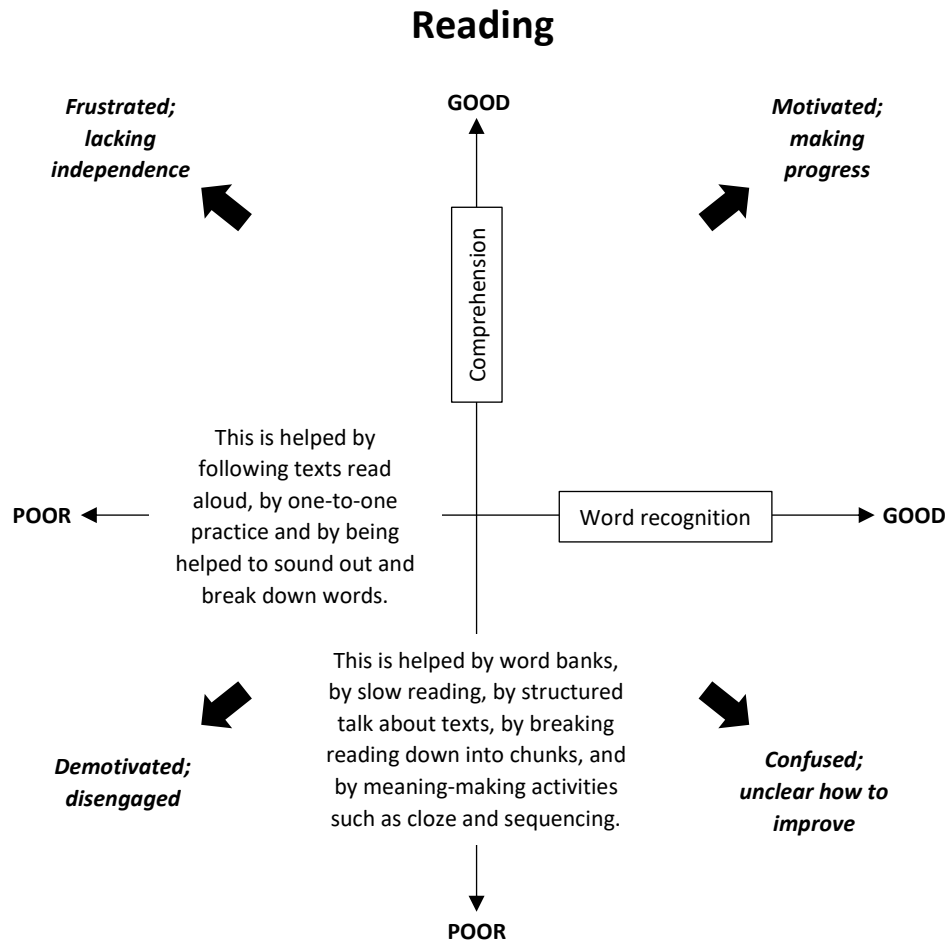 Reading
Frustrated;
lacking
independence
GOOD
Motivated;
making
progress
Comprehension
This is helped by
following texts read
aloud, by one-to-one
practice and by being
helped to sound out and
break down words.
POOR
Word recognition
GOOD
This is helped by word banks,
by slow reading, by structured
talk about texts, by breaking
reading down into chunks, and
by meaning-making activities
such as cloze and sequencing.
Demotivated;
disengaged
Confused;
unclear how to
improve
POOR